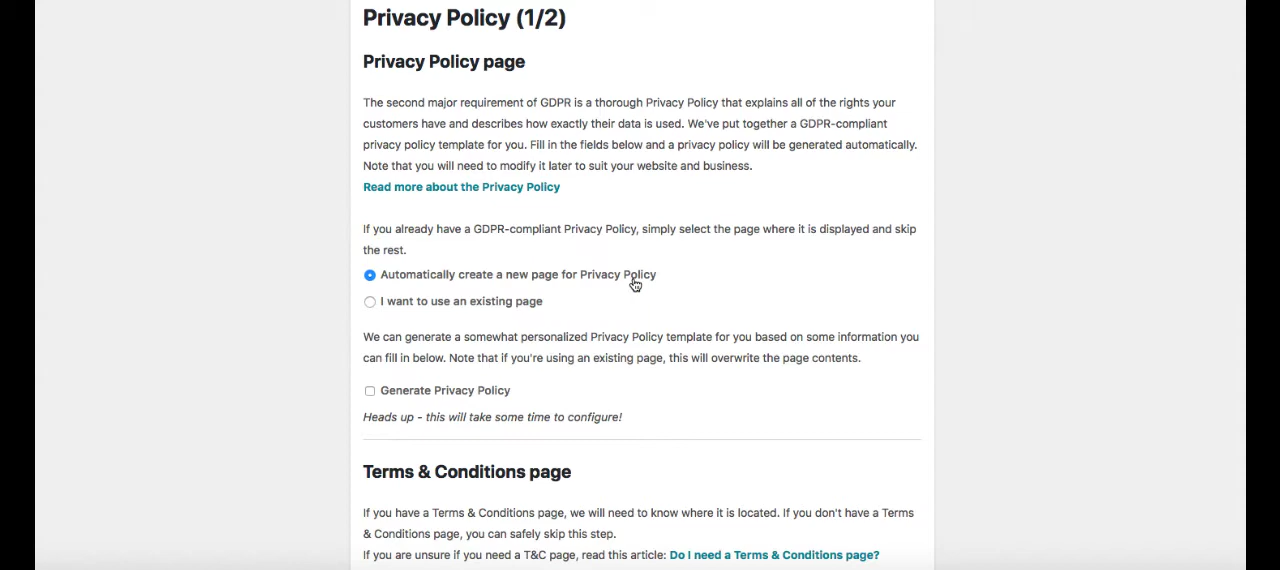 Privacy Policy (1/2)
Privacy Policy page
The second major requirement of GDPR is a thorough Privacy Policy that explains all of the rights your
customers have and describes how exactly their data is used. We've put together a GDPR-compliant
privacy policy template for you. Fill in the fields below and a privacy policy will be generated automatically.
Note that you will need to modify it later to suit your website and business.
Read more about the Privacy Policy
If you already have a GDPR-compliant Privacy Policy, simply select the page where it is displayed and skip
the rest.
Automatically create a new page for Privacy Policy
I want to use an existing page
We can generate a somewhat personalized Privacy Policy template for you based on some information you
can fill in below. Note that if you're using an existing page, this will overwrite the page contents.
Generate Privacy Policy
Heads up - this will take some time to configure!
Terms & Conditions page
If you have a Terms & Conditions page, we will need to know where it is located. If you don't have a Terms
& Conditions page, you can safely skip this step.
If you are unsure if you need a T&C page, read this article: Do I need a Terms & Conditions page?